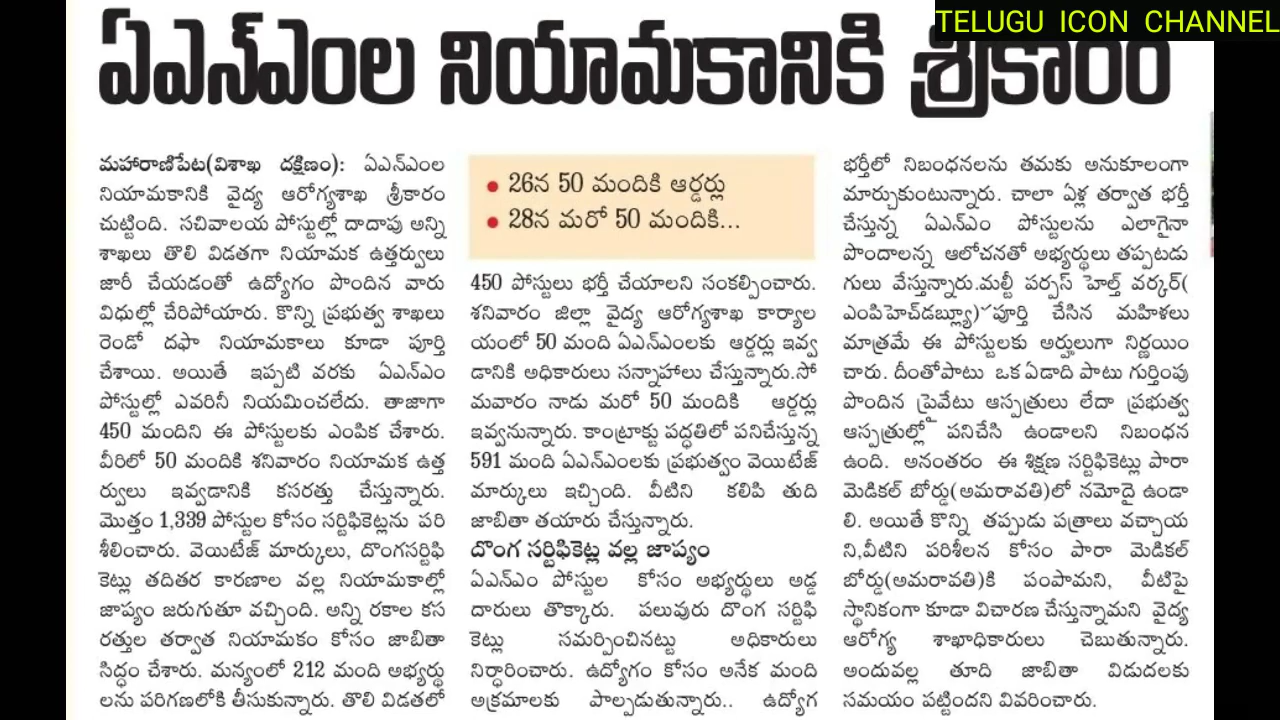 TELUGU ICON CHANNEL
ఏఎన్ఎంల నియామకానికి శ్రీకారం
మహారాణిపేట(విశాఖ దక్షిణం): ఏఎన్ఎంల
నియామకానికి వైద్య ఆరోగ్యశాఖ శ్రీకారం
చుట్టింది. సచివాలయ పోస్టుల్లో దాదాపు అన్ని
శాఖలు తొలి విడతగా నియామక ఉత్తర్వులు
జారీ చేయడంతో ఉద్యోగం పొందిన వారు
విధుల్లో చేరిపోయారు. కొన్ని ప్రభుత్వ శాఖలు
రెండో దఫా నియామకాలు కూడా పూర్తి
చేశాయి. అయితే ఇప్పటి వరకు ఏఎన్ఎం
పోస్టుల్లో ఎవరినీ నియమించలేదు. తాజాగా
450 మందిని ఈ పోస్టులకు ఎంపిక చేశారు.
వీరిలో 50 మందికి శనివారం నియామక ఉత్త
ర్వులు ఇవ్వడానికి కసరత్తు చేస్తున్నారు.
మొత్తం 1,339 పోస్టుల కోసం సర్టిఫికెట్లను పరి
శీలించారు. వెయిటేజ్ మార్కులు, దొంగసర్టిఫి
కెట్లు తదితర కారణాల వల్ల నియామకాల్లో
జాప్యం జరుగుతూ వచ్చింది. అన్ని రకాల కస
రత్తుల తర్వాత నియామకం కోసం జాబితా
సిద్ధం చేశారు. మన్యంలో 212 మంది అభ్యర్థు
లను పరిగణలోకి తీసుకున్నారు. తొలి విడతలో
• 26న 50 మందికి ఆర్డర్లు
• 28న మరో 50 మందికి...
450 పోస్టులు భర్తీ చేయాలని సంకల్పించారు.
శనివారం జిల్లా వైద్య ఆరోగ్యశాఖ కార్యాల
యంలో 50 మంది ఏఎన్ఎంలకు ఆర్డర్లు ఇవ్వ
డానికి అధికారులు సన్నాహాలు చేస్తున్నారు.సో
మవారం నాడు మరో 50 మందికి ఆర్డర్లు
ఇవ్వనున్నారు. కాంట్రాక్టు పద్ధతిలో పనిచేస్తున్న
591 మంది ఏఎన్ఎంలకు ప్రభుత్వం వెయిటేజ్
మార్కులు ఇచ్చింది. వీటిని కలిపి తుది
జాబితా తయారు చేస్తున్నారు.
దొంగ సర్టిఫికెట్ల వల్ల జాప్యం
ఏఎన్ఎం పోస్టుల కోసం అభ్యర్థులు అడ్డ
దారులు తొక్కారు. పలువురు దొంగ సర్టిఫి
కెట్లు సమర్పించినట్టు అధికారులు
నిర్ధారించారు. ఉద్యోగం కోసం అనేక మంది
అక్రమాలకు పాల్పడుతున్నారు.. ఉద్యోగ
భర్తీలో నిబంధనలను తమకు అనుకూలంగా
మార్చుకుంటున్నారు. చాలా ఏళ్ల తర్వాత భర్తీ
చేస్తున్న ఏఎన్ఎం పోస్టులను ఎలాగైనా
పొందాలన్న ఆలోచనతో అభ్యర్థులు తప్పటడు
గులు వేస్తున్నారు.మల్టీ పర్పస్ హెల్త్ వర్కర్(
ఎంపిహెచ్‌డబ్ల్యూ) పూర్తి చేసిన మహిళలు
మాత్రమే ఈ పోస్టులకు అర్హులుగా నిర్ణయిం
చారు. దీంతోపాటు ఒక ఏడాది పాటు గుర్తింపు
పొందిన ప్రైవేటు ఆస్పత్రులు లేదా ప్రభుత్వ
ఆస్పత్రుల్లో పనిచేసి ఉండాలని నిబంధన
ఉంది. అనంతరం ఈ శిక్షణ సర్టిఫికెట్లు పారా
మెడికల్ బోర్డు(అమరావతి)లో నమోదై ఉండా
లి. అయితే కొన్ని తప్పుడు పత్రాలు వచ్చాయ
ని,వీటిని పరిశీలన కోసం పారా మెడికల్
బోర్డు(అమరావతి)కి పంపామని, వీటిపై
స్థానికంగా కూడా విచారణ చేస్తున్నామని వైద్య
ఆరోగ్య శాఖాధికారులు చెబుతున్నారు.
అందువల్ల తూది జాబితా విడుదలకు
సమయం పట్టిందని వివరించారు.